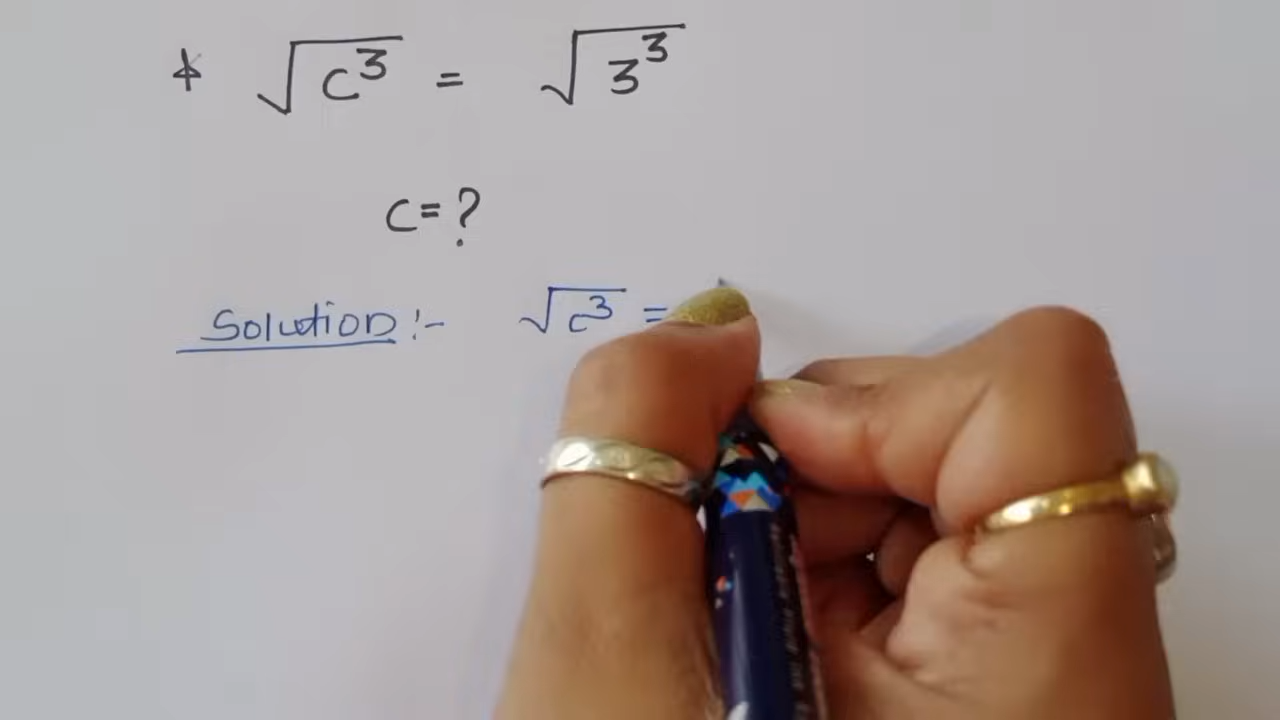 * √c³ = √3³
c = ?
Solution :- √c³ =